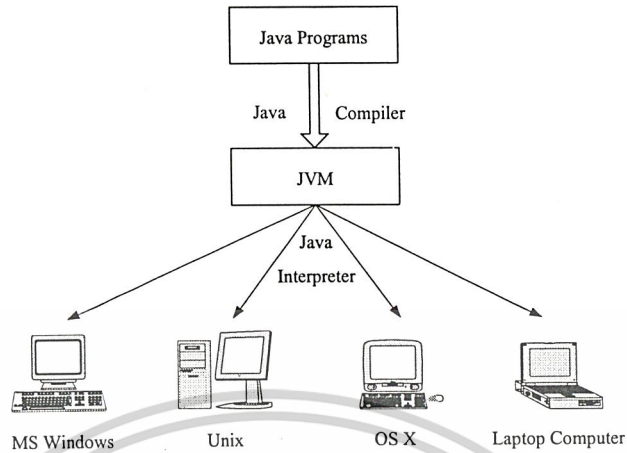 Java Programs
Java Compiler
JVM
Java
Interpreter
MS Windows Unix OS X Laptop Computer